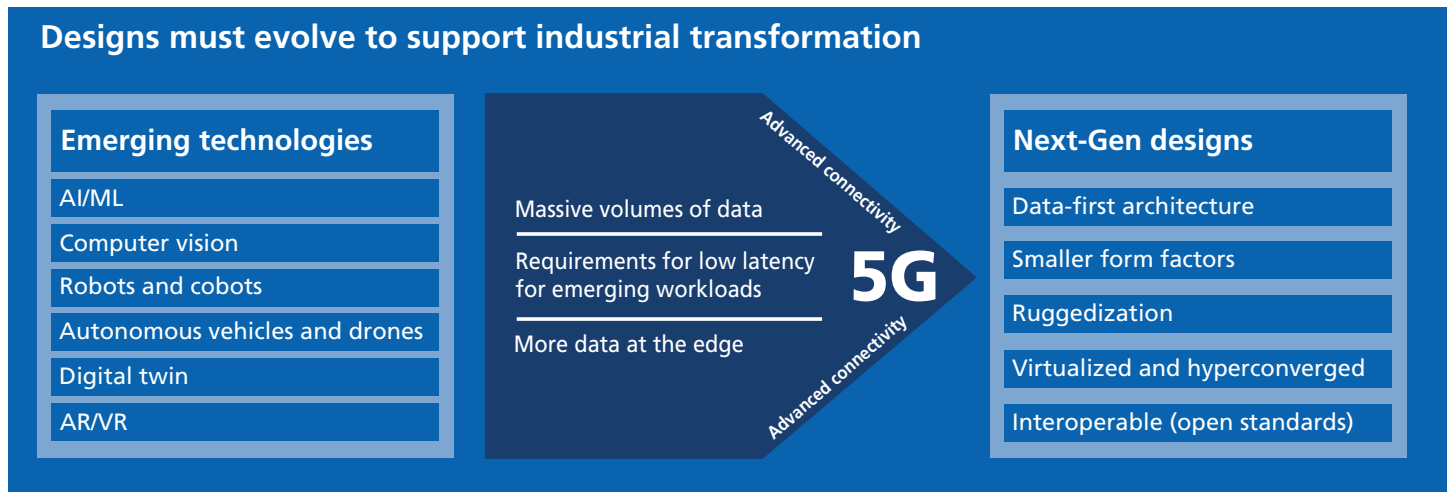 Designs must evolve to support industrial transformation
Emerging technologies
AI/ML
Computer vision
Robots and cobots
Autonomous vehicles and drones
Digital twin
AR/VR
Massive volumes of data
Requirements for low latency
for emerging workloads
More data at the edge
Advanced connectivity
5G
Advanced connectivity
Next-Gen designs
Data-first architecture
Smaller form factors
Ruggedization
Virtualized and hyperconverged
Interoperable (open standards)